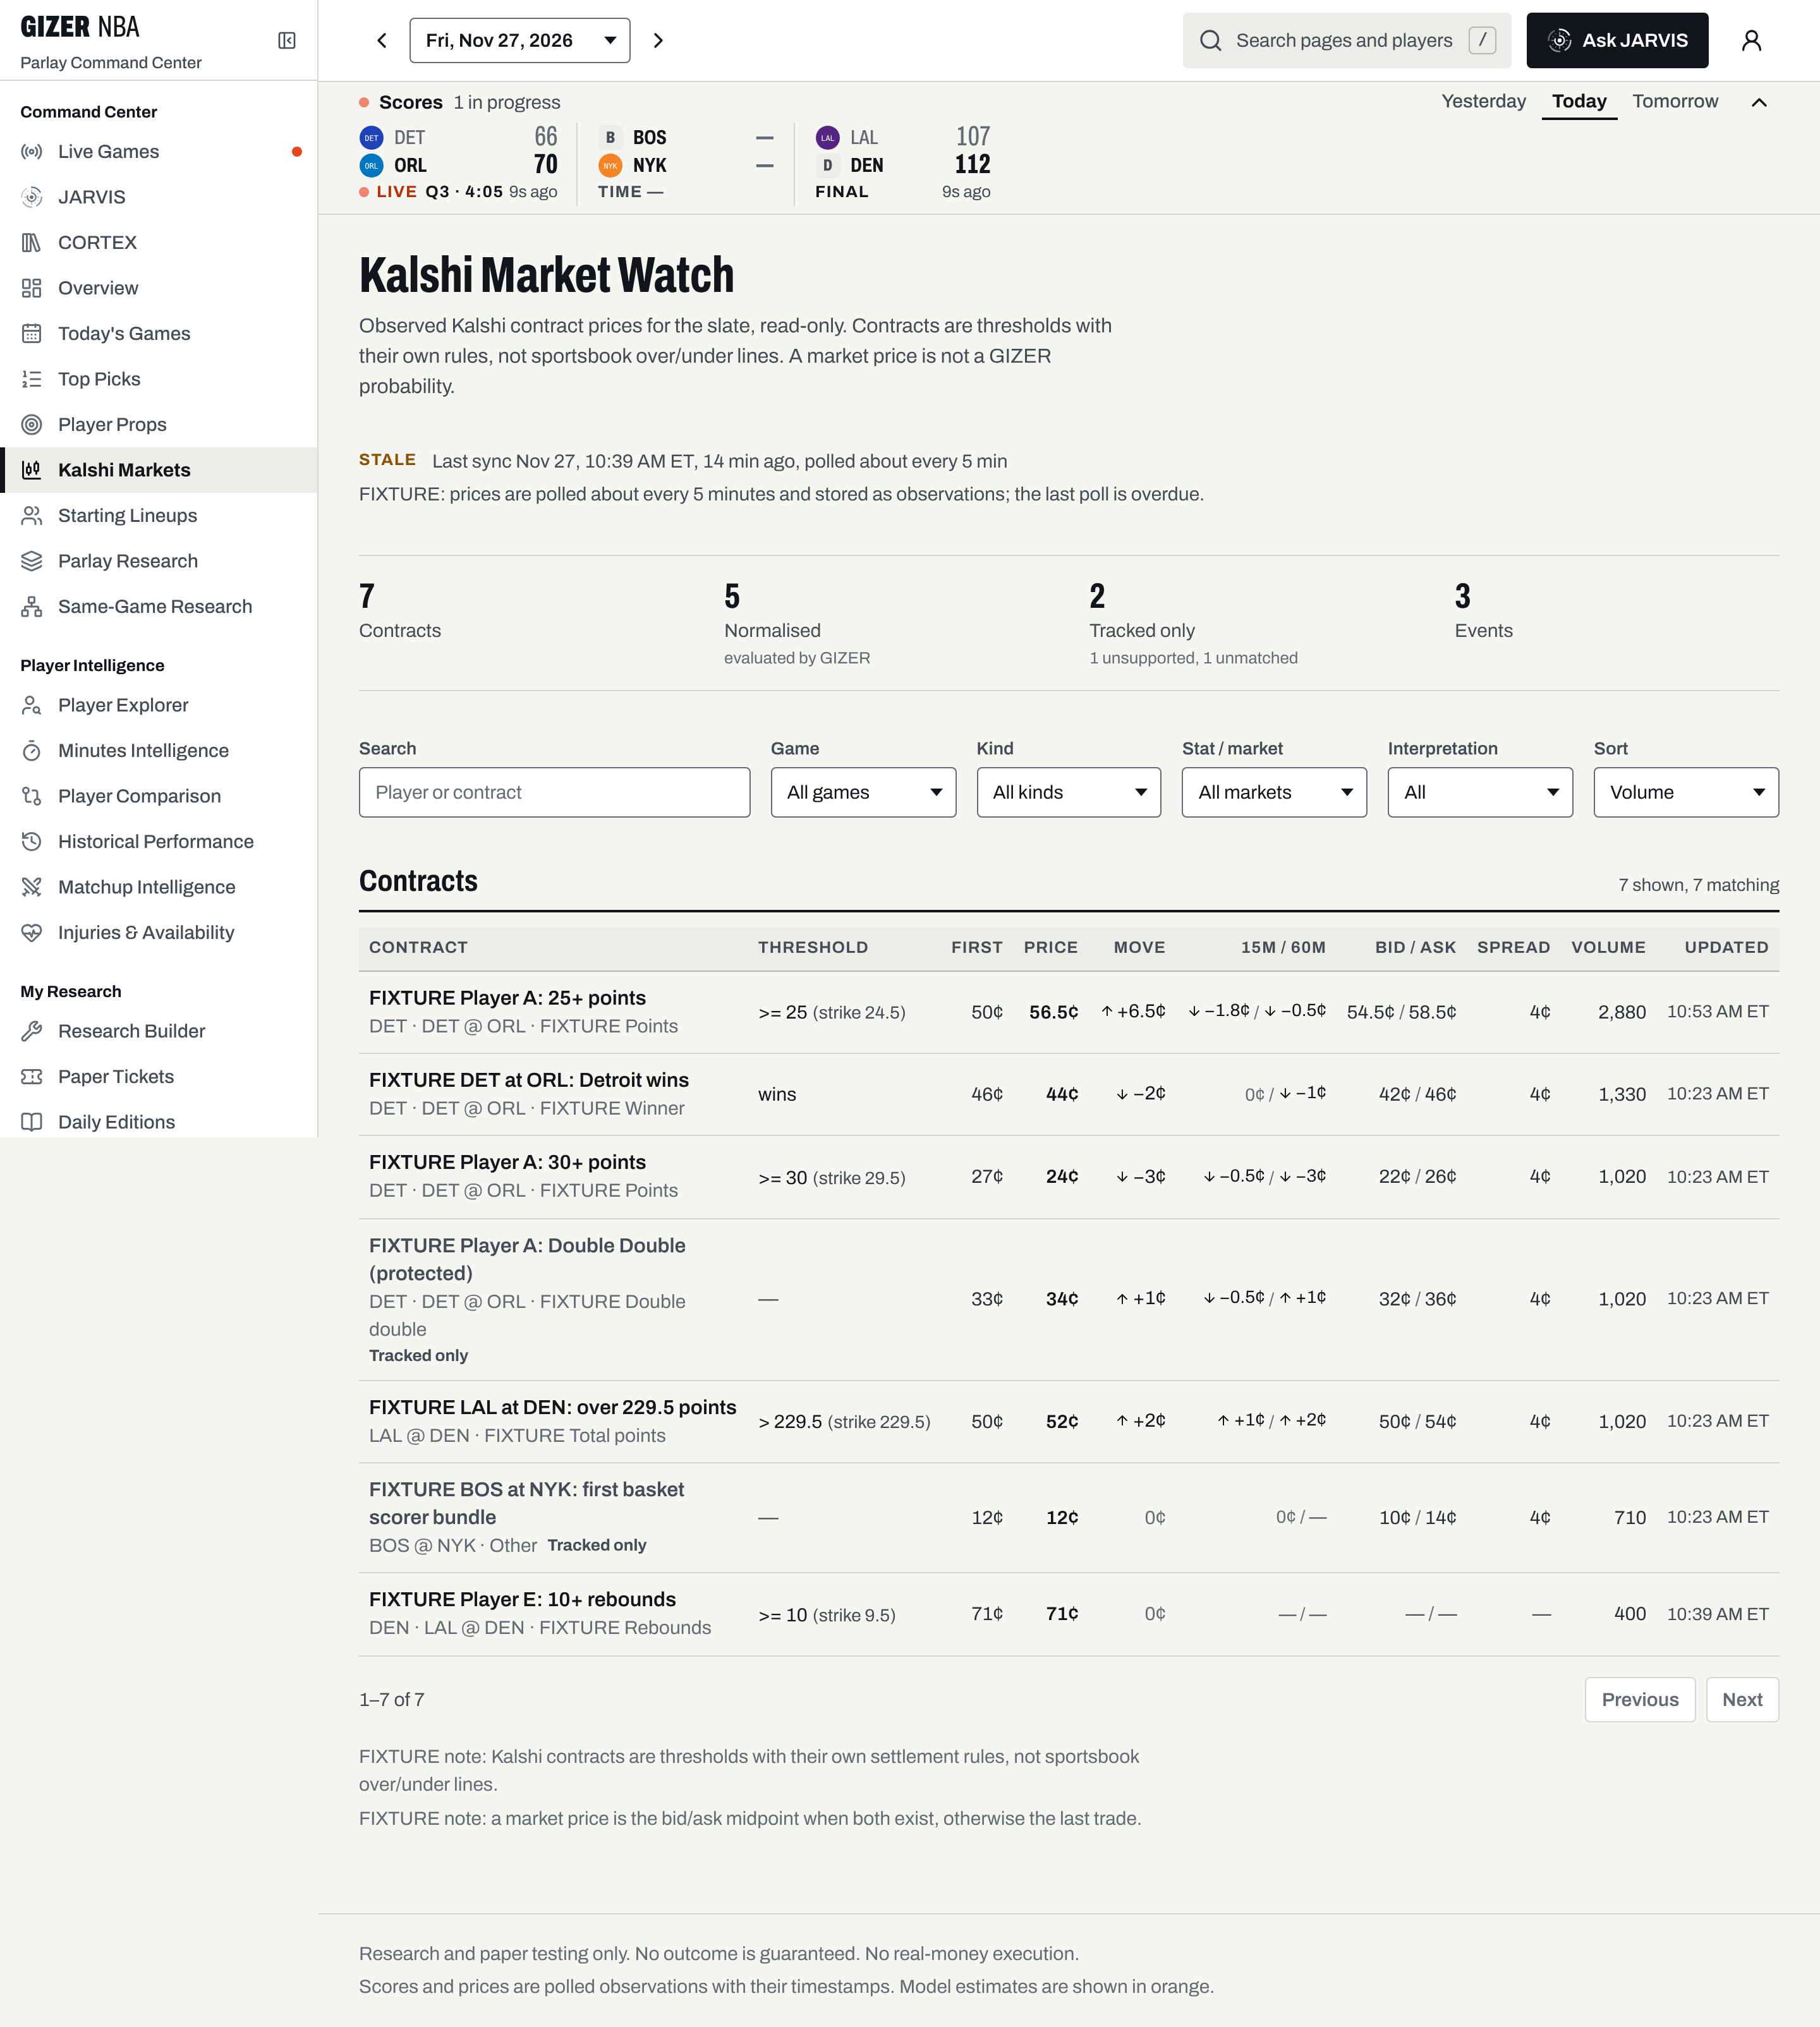 GIZER NBA
Parlay Command Center
Command Center
Live Games
JARVIS
CORTEX
Overview
Today's Games
Top Picks
Player Props
Kalshi Markets
Starting Lineups
Parlay Research
Same-Game Research
Player Intelligence
Player Explorer
Minutes Intelligence
Player Comparison
Historical Performance
Matchup Intelligence
Injuries & Availability
My Research
Research Builder
Paper Tickets
Daily Editions
Fri, Nov 27, 2026
Search pages and players /
Ask JARVIS
Scores 1 in progress
Yesterday Today Tomorrow
DET DET 66
ORL ORL 70
LIVE Q3 · 4:05 9s ago
B BOS —
NYK NYK —
TIME —
LAL LAL 107
D DEN 112
FINAL 9s ago
Kalshi Market Watch
Observed Kalshi contract prices for the slate, read-only. Contracts are thresholds with
their own rules, not sportsbook over/under lines. A market price is not a GIZER
probability.
STALE Last sync Nov 27, 10:39 AM ET, 14 min ago, polled about every 5 min
FIXTURE: prices are polled about every 5 minutes and stored as observations; the last poll is overdue.
7
Contracts
5
Normalised
evaluated by GIZER
2
Tracked only
1 unsupported, 1 unmatched
3
Events
Search
Player or contract
Game
All games
Kind
All kinds
Stat / market
All markets
Interpretation
All
Sort
Volume
Contracts
7 shown, 7 matching
CONTRACT THRESHOLD FIRST PRICE MOVE 15M / 60M BID / ASK SPREAD VOLUME UPDATED
FIXTURE Player A: 25+ points
DET · DET @ ORL · FIXTURE Points
>= 25 (strike 24.5) 50¢ 56.5¢ ↑ +6.5¢ ↓ −1.8¢ / ↓ −0.5¢ 54.5¢ / 58.5¢ 4¢ 2,880 10:53 AM ET
FIXTURE DET at ORL: Detroit wins
DET · DET @ ORL · FIXTURE Winner
wins 46¢ 44¢ ↓ −2¢ 0¢ / ↓ −1¢ 42¢ / 46¢ 4¢ 1,330 10:23 AM ET
FIXTURE Player A: 30+ points
DET · DET @ ORL · FIXTURE Points
>= 30 (strike 29.5) 27¢ 24¢ ↓ −3¢ ↓ −0.5¢ / ↓ −3¢ 22¢ / 26¢ 4¢ 1,020 10:23 AM ET
FIXTURE Player A: Double Double
(protected)
DET · DET @ ORL · FIXTURE Double
double
Tracked only
— 33¢ 34¢ ↑ +1¢ ↓ −0.5¢ / ↑ +1¢ 32¢ / 36¢ 4¢ 1,020 10:23 AM ET
FIXTURE LAL at DEN: over 229.5 points
LAL @ DEN · FIXTURE Total points
> 229.5 (strike 229.5) 50¢ 52¢ ↑ +2¢ ↑ +1¢ / ↑ +2¢ 50¢ / 54¢ 4¢ 1,020 10:23 AM ET
FIXTURE BOS at NYK: first basket
scorer bundle
BOS @ NYK · Other Tracked only
— 12¢ 12¢ 0¢ 0¢ / — 10¢ / 14¢ 4¢ 710 10:23 AM ET
FIXTURE Player E: 10+ rebounds
DEN · LAL @ DEN · FIXTURE Rebounds
>= 10 (strike 9.5) 71¢ 71¢ 0¢ — / — — / — — 400 10:39 AM ET
1–7 of 7
Previous Next
FIXTURE note: Kalshi contracts are thresholds with their own settlement rules, not sportsbook
over/under lines.
FIXTURE note: a market price is the bid/ask midpoint when both exist, otherwise the last trade.
Research and paper testing only. No outcome is guaranteed. No real-money execution.
Scores and prices are polled observations with their timestamps. Model estimates are shown in orange.